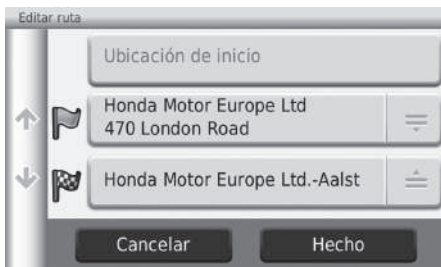 Editar ruta
Ubicación de inicio
Honda Motor Europe Ltd
470 London Road
Honda Motor Europe Ltd.-Aalst
Cancelar
Hecho